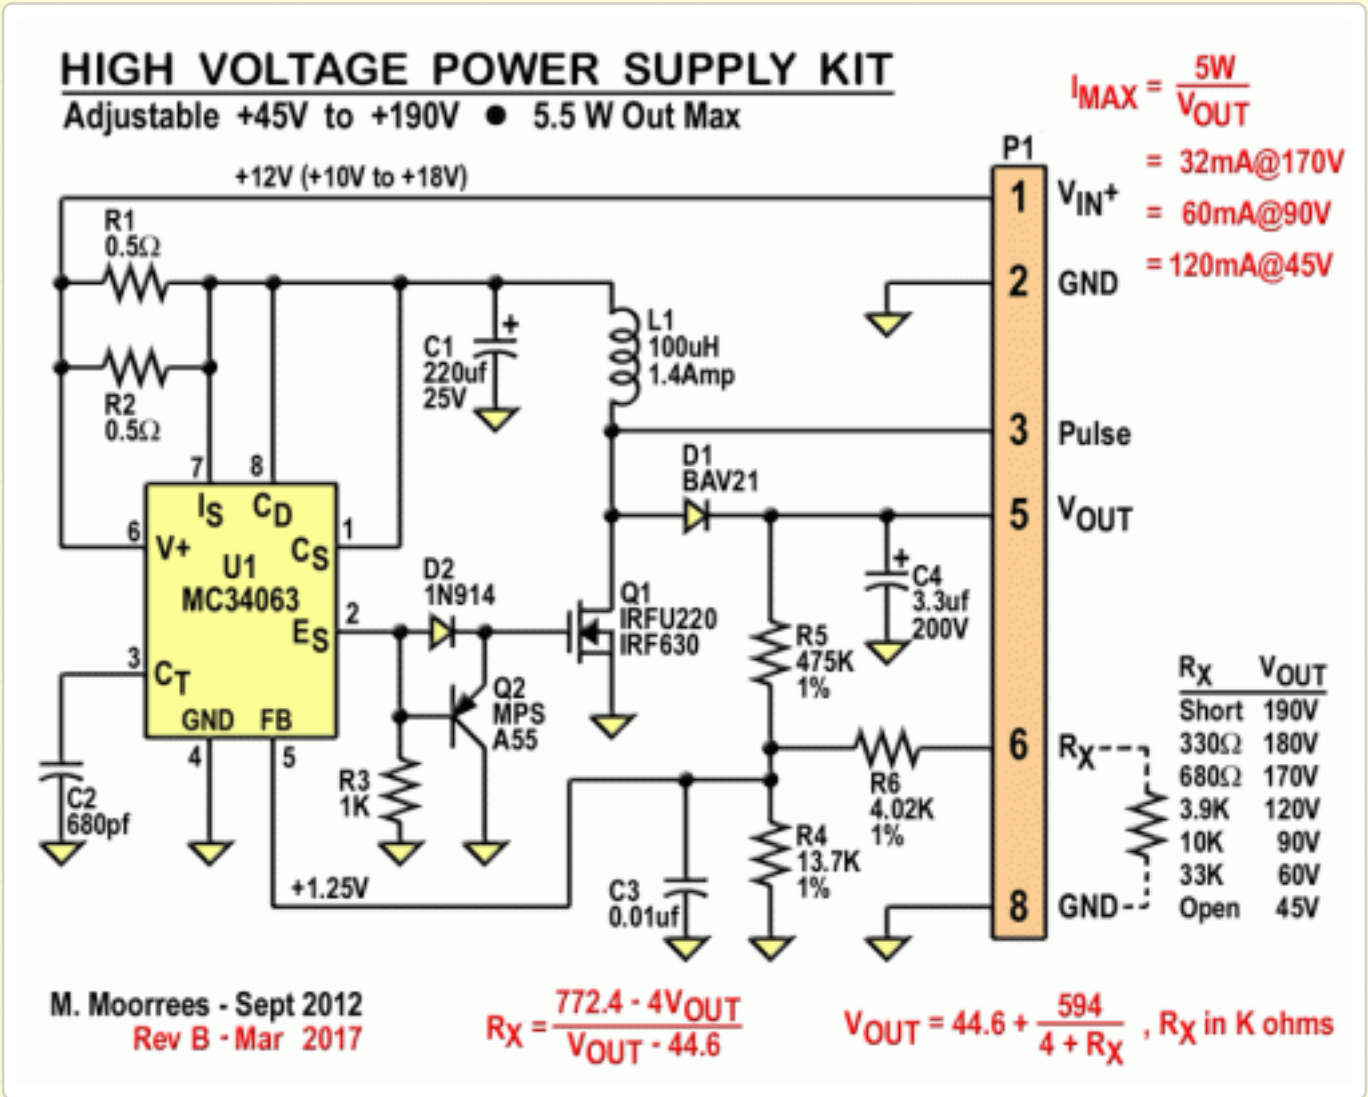 HIGH VOLTAGE POWER SUPPLY KIT
Adjustable +45V to +190V ● 5.5 W Out Max
IMAX = 5W / VOUT
= 32mA@170V
= 60mA@90V
= 120mA@45V
+12V (+10V to +18V)
P1
1 VIN+
2 GND
3 Pulse
5 VOUT
6 RX
8 GND
R1
0.5Ω
R2
0.5Ω
C1
220uf
25V
+
L1
100uH
1.4Amp
D1
BAV21
7 8
IS CD
6 V+
CS 1
U1
MC34063
ES 2
3 CT
GND FB
4 5
D2
1N914
Q1
IRFU220
IRF630
+
C4
3.3uf
200V
R5
475K
1%
Q2
MPS
A55
R3
1K
C2
680pf
R6
4.02K
1%
R4
13.7K
1%
C3
0.01uf
+1.25V
RX VOUT
Short 190V
330Ω 180V
680Ω 170V
3.9K 120V
10K 90V
33K 60V
Open 45V
M. Moorrees - Sept 2012
Rev B - Mar 2017
RX = 772.4 - 4VOUT / VOUT - 44.6
VOUT = 44.6 + 594 / 4 + RX , RX in K ohms